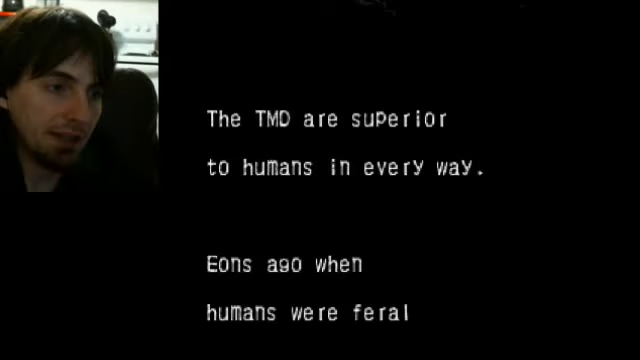 The TMD are superior
to humans in every way.
Eons ago when
humans were feral